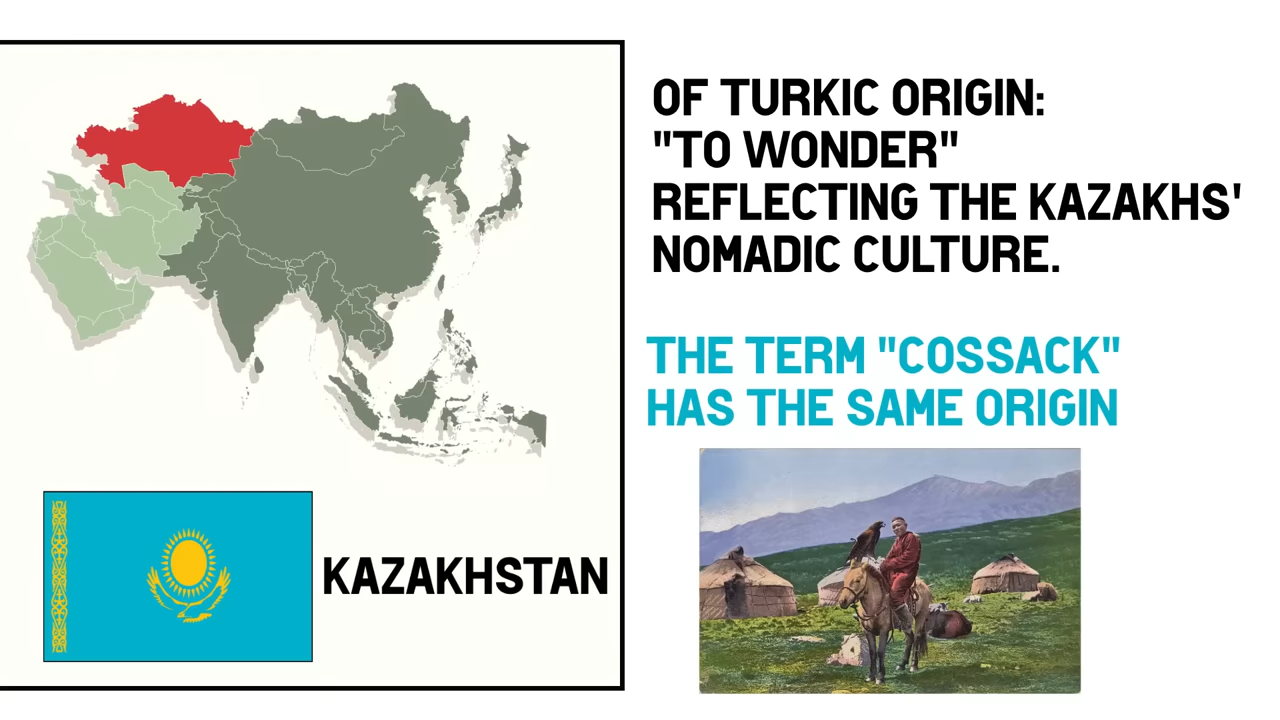 OF TURKIC ORIGIN:
"TO WONDER"
REFLECTING THE KAZAKHS'
NOMADIC CULTURE.
THE TERM "COSSACK"
HAS THE SAME ORIGIN
KAZAKHSTAN